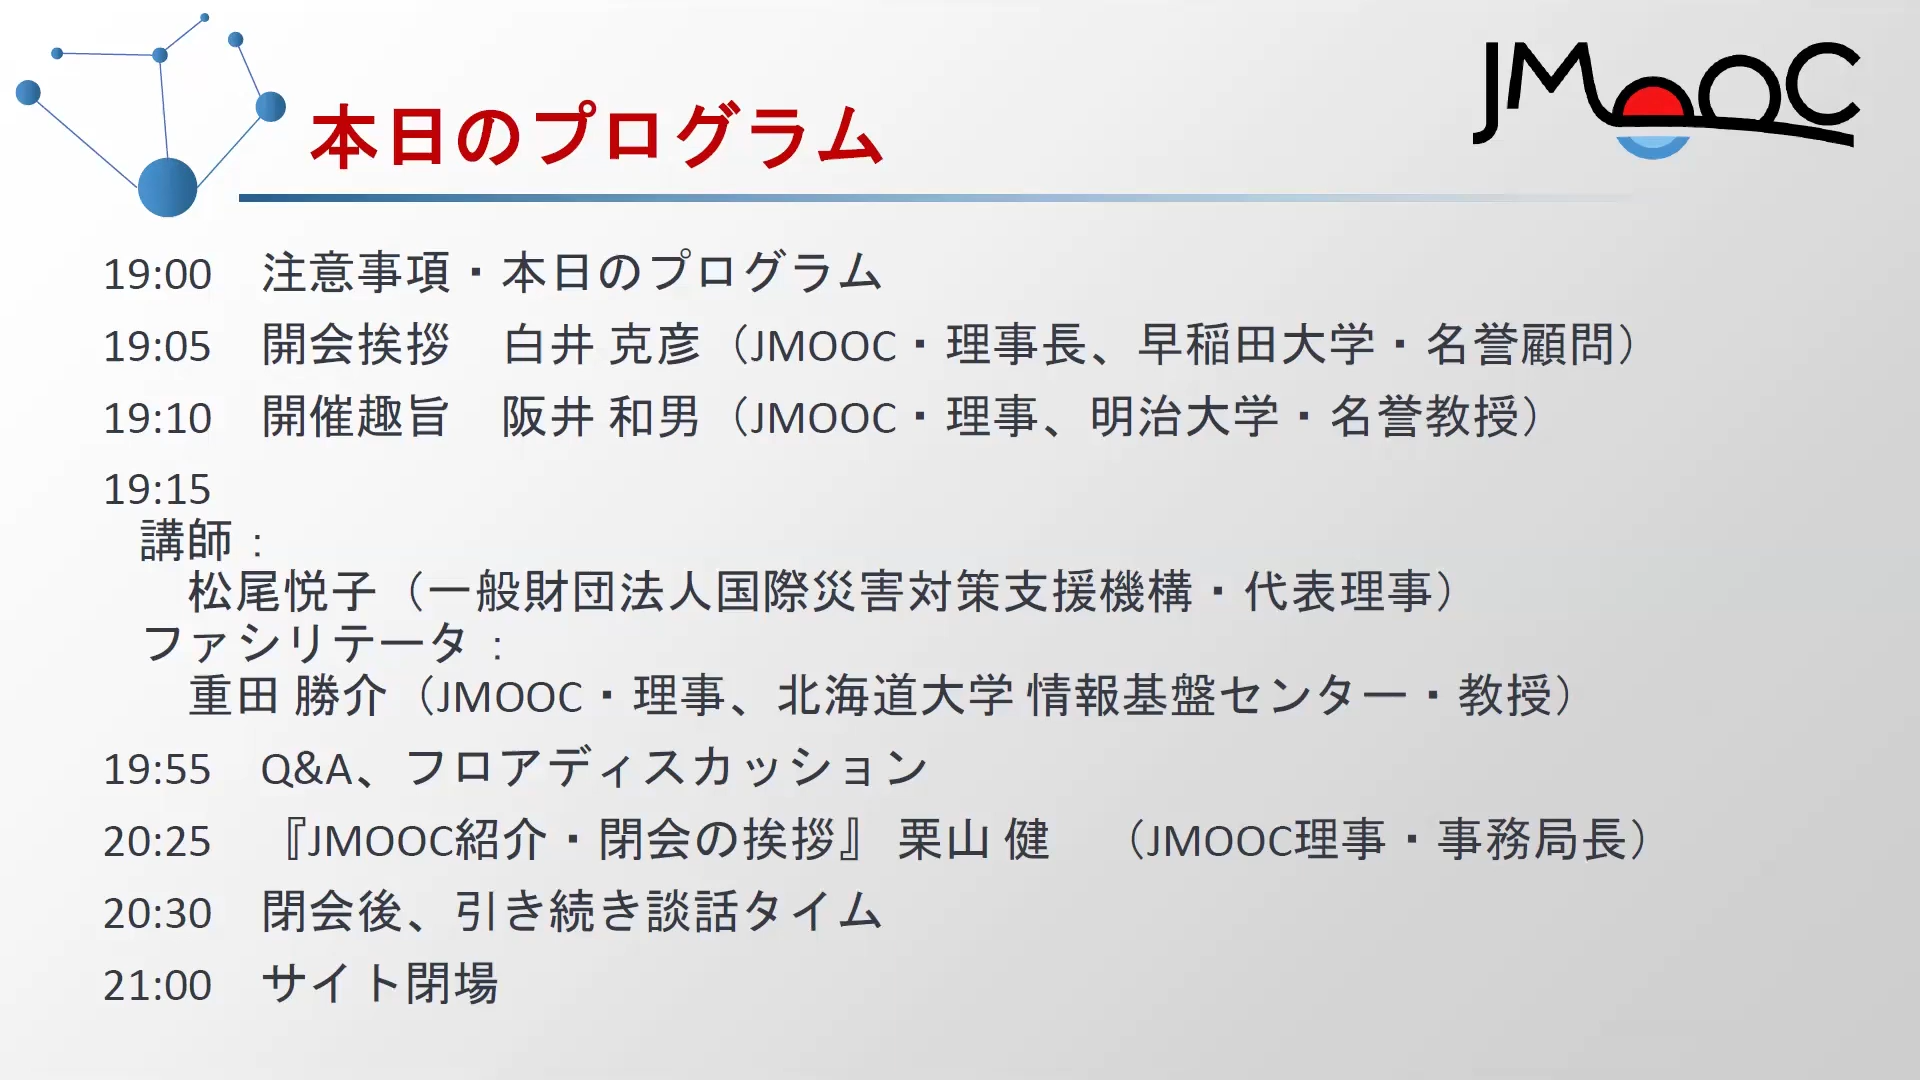 本日のプログラム
JMOOC
19:00　注意事項・本日のプログラム
19:05　開会挨拶　白井 克彦（JMOOC・理事長、早稲田大学・名誉顧問）
19:10　開催趣旨　阪井 和男（JMOOC・理事、明治大学・名誉教授）
19:15
講師：
松尾悦子（一般財団法人国際災害対策支援機構・代表理事）
ファシリテータ：
重田 勝介（JMOOC・理事、北海道大学 情報基盤センター・教授）
19:55　Q&A、フロアディスカッション
20:25　『JMOOC紹介・閉会の挨拶』 栗山 健　（JMOOC理事・事務局長）
20:30　閉会後、引き続き談話タイム
21:00　サイト閉場